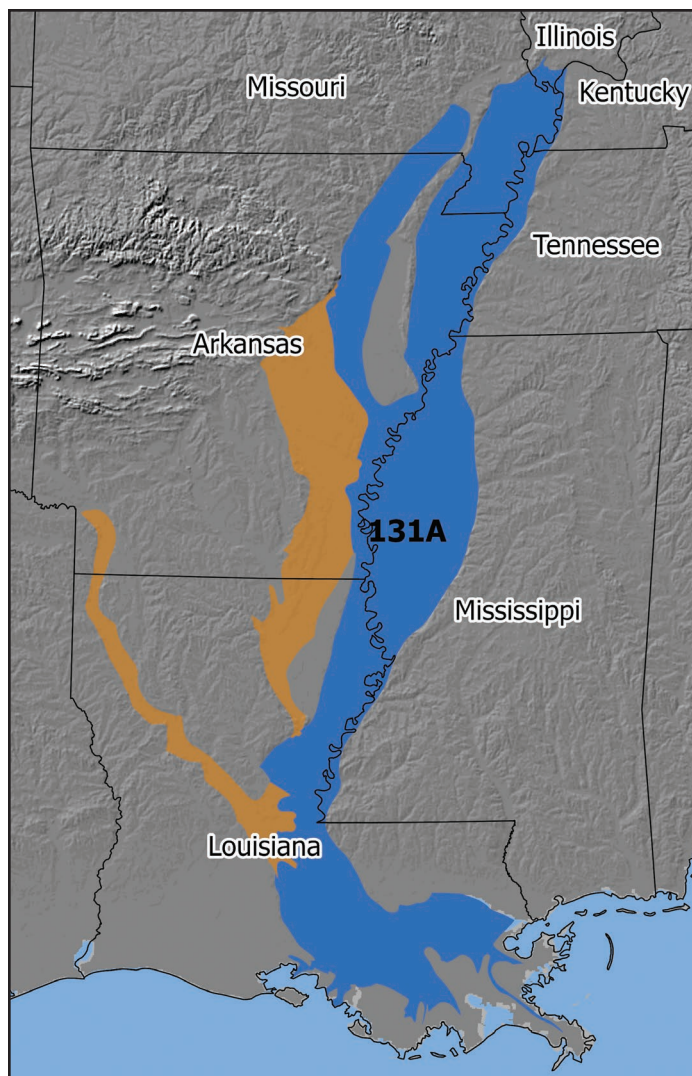 Illinois
Missouri
Kentucky
Tennessee
Arkansas
131A
Mississippi
Louisiana